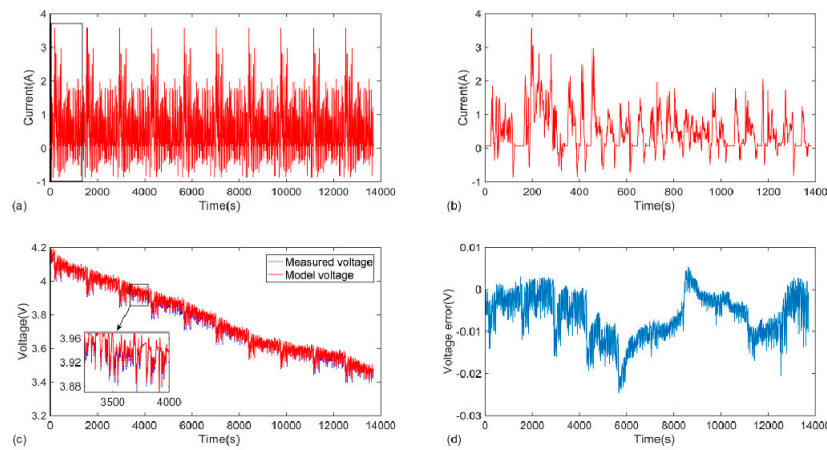 4
3
2
1
0
-1
Current(A)
0 2000 4000 6000 8000 10000 12000 14000
(a)
Time(s)
4
3
2
1
0
-1
Current(A)
0 200 400 600 800 1000 1200 1400
(b)
Time(s)
4.2
4
3.8
3.6
3.4
3.2
Voltage(V)
Measured voltage
Model voltage
3.96
3.92
3.88
3500 4000
0 2000 4000 6000 8000 10000 12000 14000
(c)
Time(s)
0.01
0
-0.01
-0.02
-0.03
Voltage error(V)
0 2000 4000 6000 8000 10000 12000 14000
(d)
Time(s)